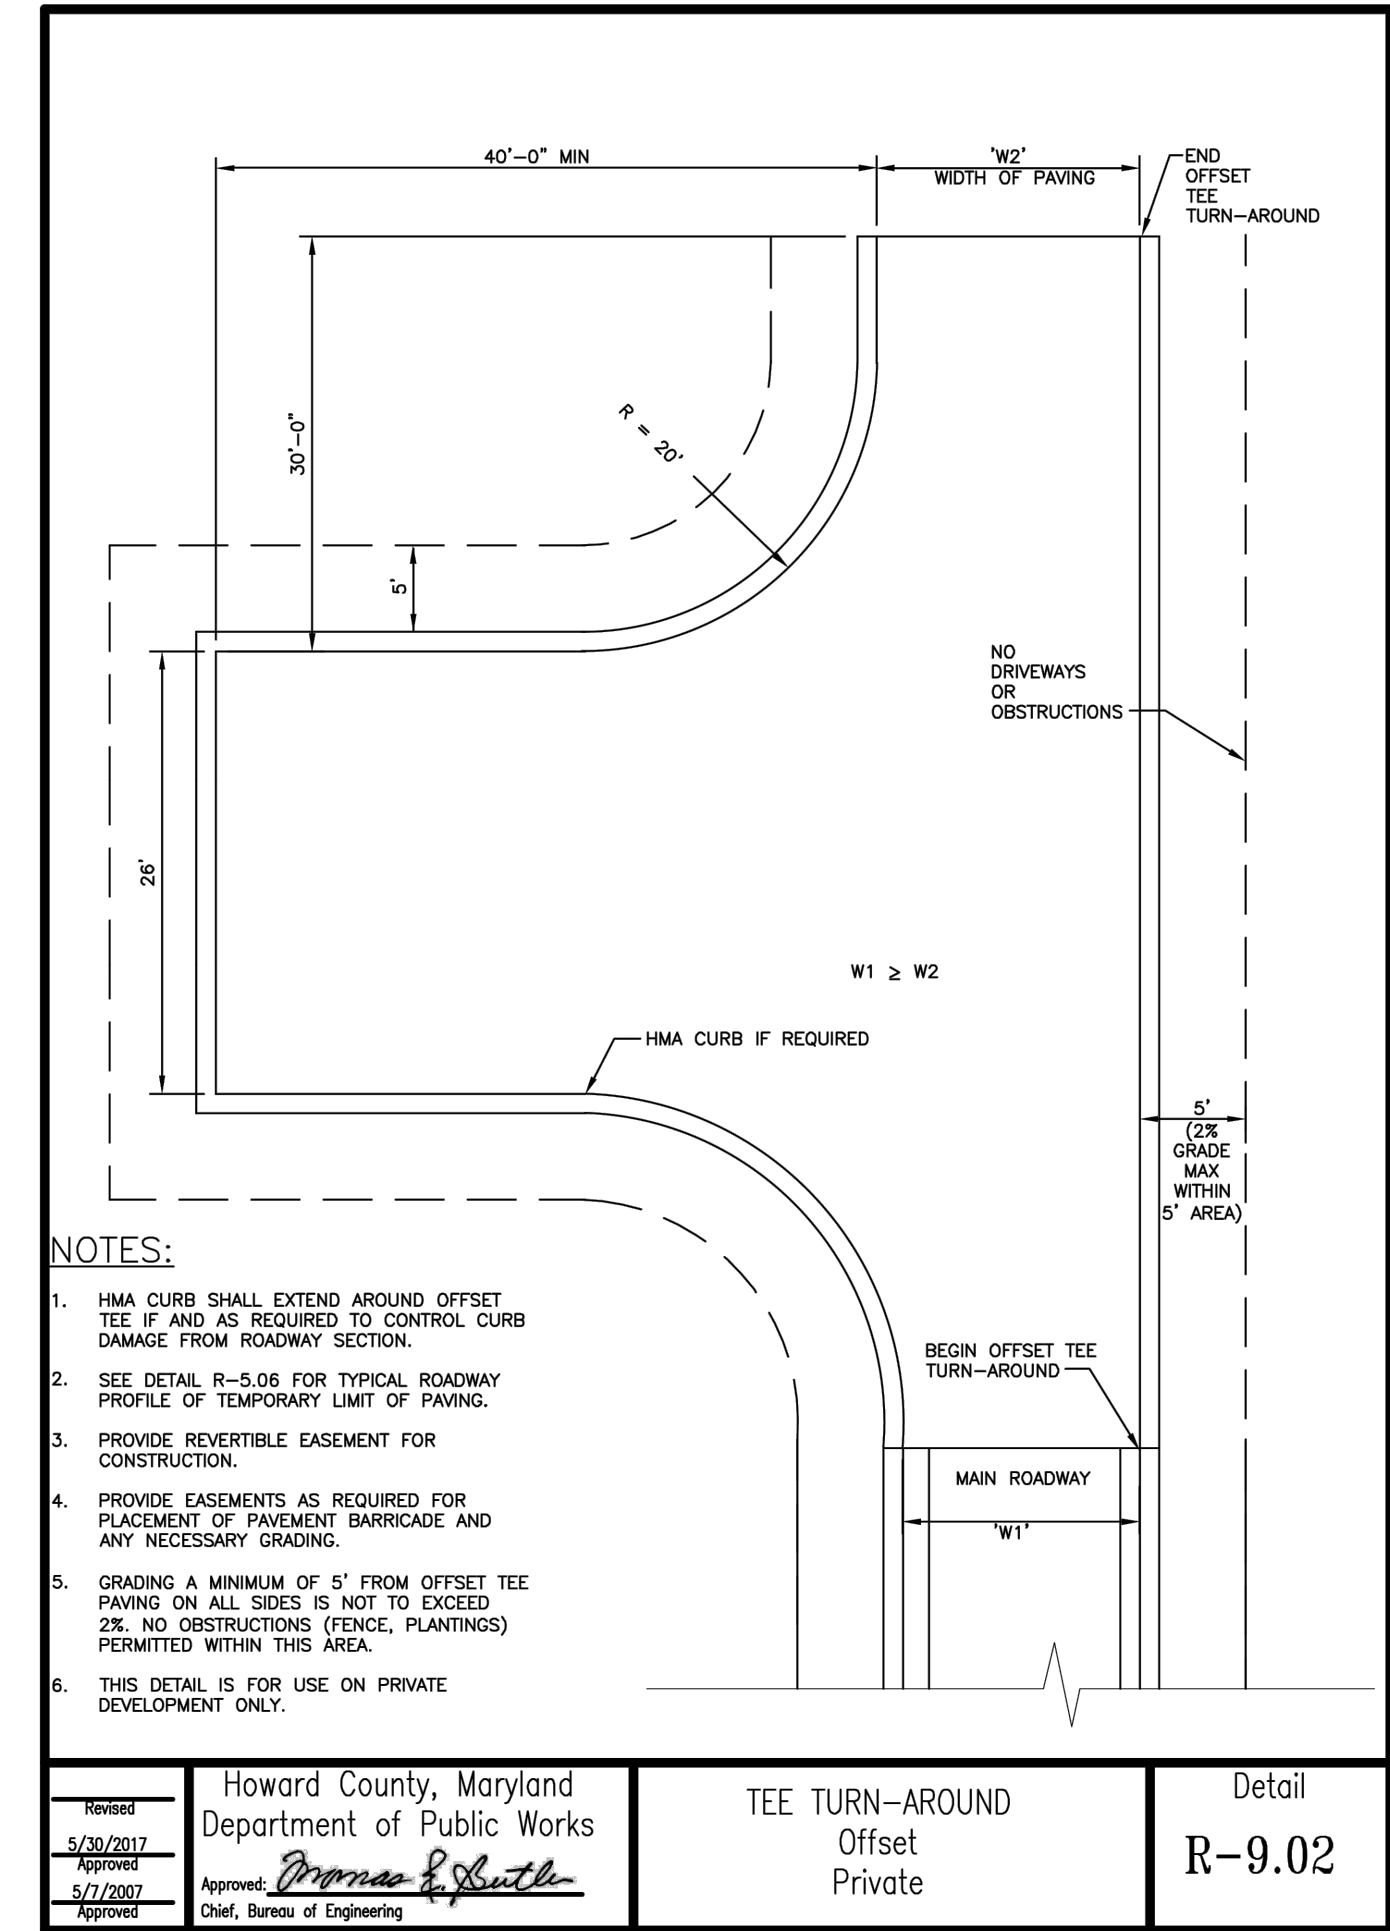 40'-0" MIN
'W2'
WIDTH OF PAVING
END
OFFSET
TEE
TURN-AROUND
30'-0"
R = 20'
5'
NO
DRIVEWAYS
OR
OBSTRUCTIONS
26'
W1 ≥ W2
HMA CURB IF REQUIRED
5'
(2%
GRADE
MAX
WITHIN
5' AREA)
BEGIN OFFSET TEE
TURN-AROUND
MAIN ROADWAY
'W1'
NOTES:
1. HMA CURB SHALL EXTEND AROUND OFFSET
TEE IF AND AS REQUIRED TO CONTROL CURB
DAMAGE FROM ROADWAY SECTION.
2. SEE DETAIL R-5.06 FOR TYPICAL ROADWAY
PROFILE OF TEMPORARY LIMIT OF PAVING.
3. PROVIDE REVERTIBLE EASEMENT FOR
CONSTRUCTION.
4. PROVIDE EASEMENTS AS REQUIRED FOR
PLACEMENT OF PAVEMENT BARRICADE AND
ANY NECESSARY GRADING.
5. GRADING A MINIMUM OF 5' FROM OFFSET TEE
PAVING ON ALL SIDES IS NOT TO EXCEED
2%. NO OBSTRUCTIONS (FENCE, PLANTINGS)
PERMITTED WITHIN THIS AREA.
6. THIS DETAIL IS FOR USE ON PRIVATE
DEVELOPMENT ONLY.
Revised
5/30/2017
Approved
5/7/2007
Approved
Howard County, Maryland
Department of Public Works
Approved: Thomas E. Butler
Chief, Bureau of Engineering
TEE TURN-AROUND
Offset
Private
Detail
R-9.02